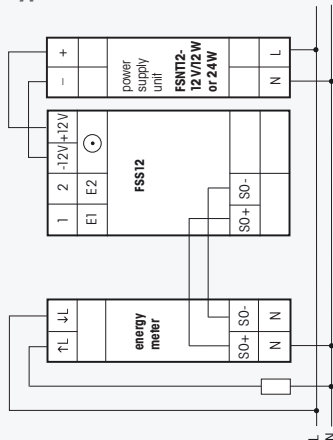 +
−
power
supply
unit
FSNT12-
12 V/12 W
or 24 W
L
N
-12V +12V
2
1
E2
E1
FSS12
S0-
S0+
↓L
↑L
energy
meter
S0-
S0+
N
N
L
N